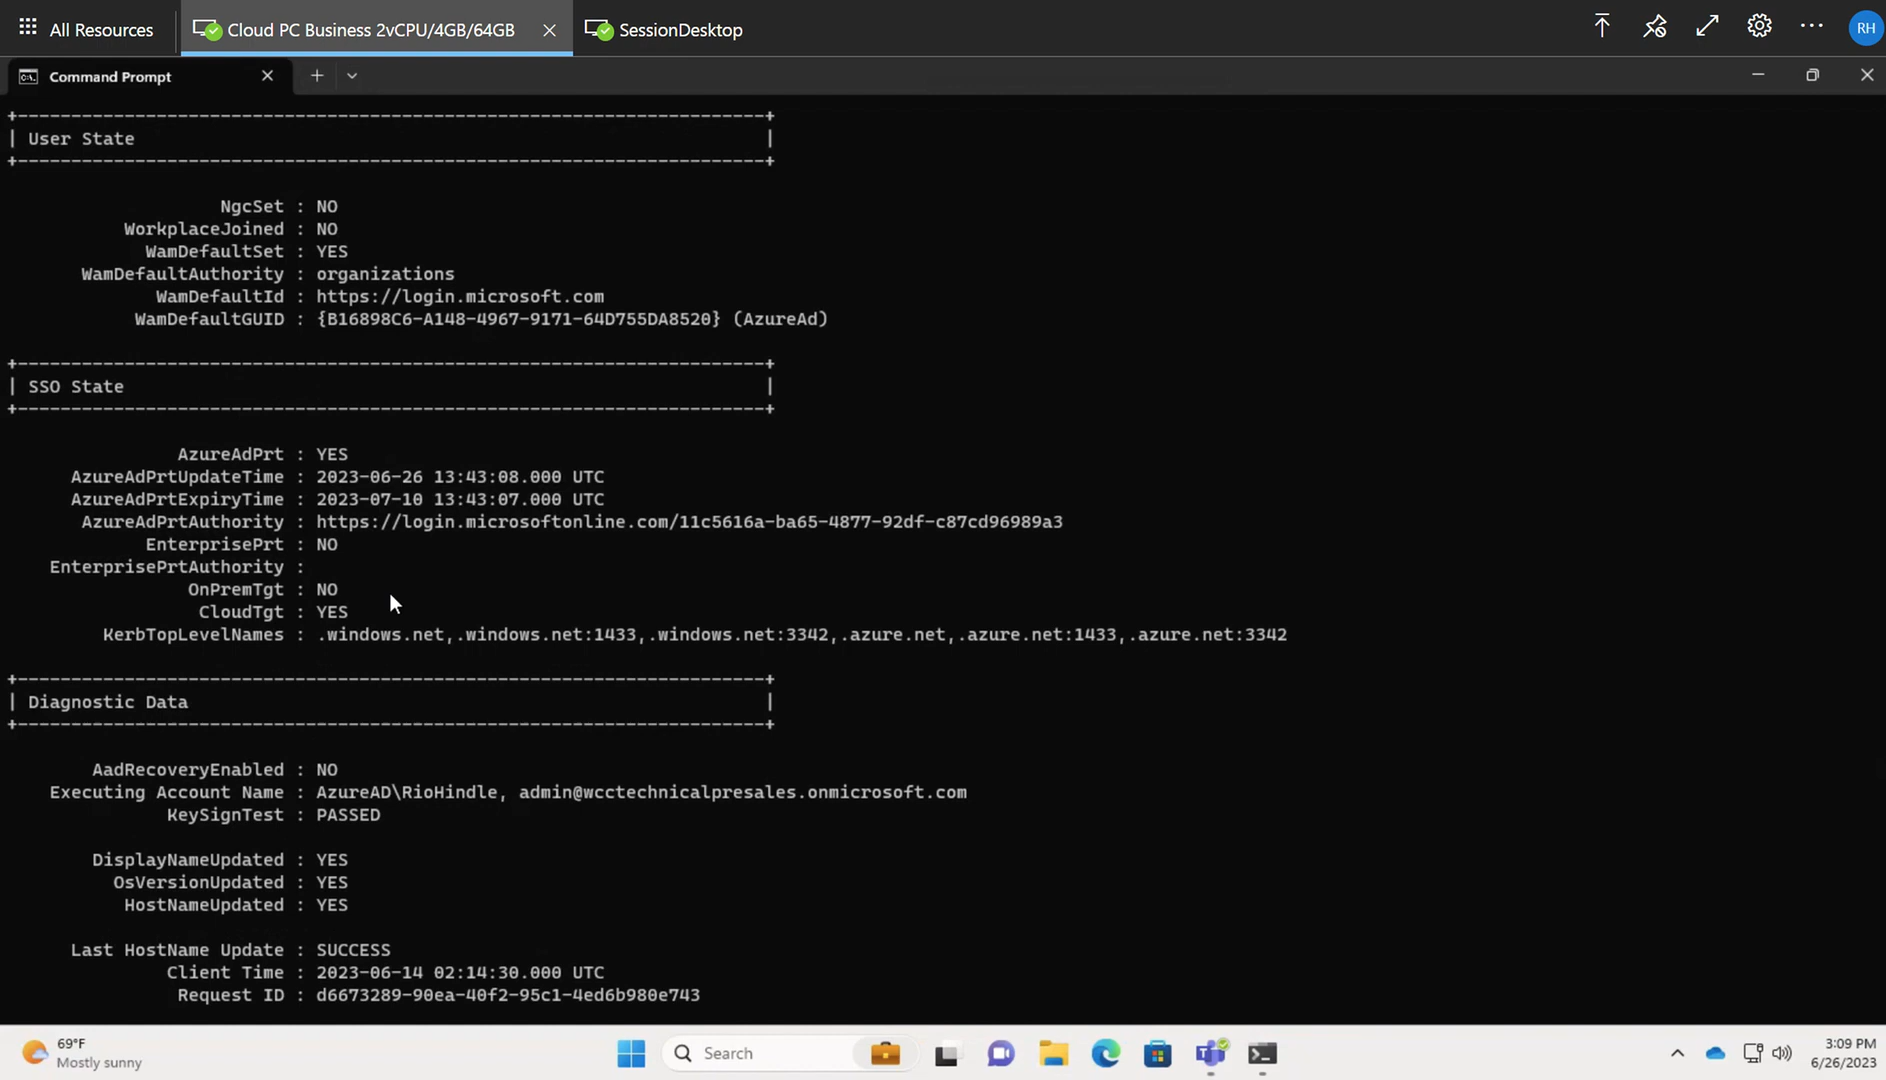 All Resources
Cloud PC Business 2vCPU/4GB/64GB
SessionDesktop
RH
Command Prompt
+----------------------------------------------------------------------+
| User State                                                           |
+----------------------------------------------------------------------+
NgcSet : NO
WorkplaceJoined : NO
WamDefaultSet : YES
WamDefaultAuthority : organizations
WamDefaultId : https://login.microsoft.com
WamDefaultGUID : {B16898C6-A148-4967-9171-64D755DA8520} (AzureAd)
+----------------------------------------------------------------------+
| SSO State                                                            |
+----------------------------------------------------------------------+
AzureAdPrt : YES
AzureAdPrtUpdateTime : 2023-06-26 13:43:08.000 UTC
AzureAdPrtExpiryTime : 2023-07-10 13:43:07.000 UTC
AzureAdPrtAuthority : https://login.microsoftonline.com/11c5616a-ba65-4877-92df-c87cd96989a3
EnterprisePrt : NO
EnterprisePrtAuthority :
OnPremTgt : NO
CloudTgt : YES
KerbTopLevelNames : .windows.net,.windows.net:1433,.windows.net:3342,.azure.net,.azure.net:1433,.azure.net:3342
+----------------------------------------------------------------------+
| Diagnostic Data                                                      |
+----------------------------------------------------------------------+
AadRecoveryEnabled : NO
Executing Account Name : AzureAD\RioHindle, admin@wcctechnicalpresales.onmicrosoft.com
KeySignTest : PASSED
DisplayNameUpdated : YES
OsVersionUpdated : YES
HostNameUpdated : YES
Last HostName Update : SUCCESS
Client Time : 2023-06-14 02:14:30.000 UTC
Request ID : d6673289-90ea-40f2-95c1-4ed6b980e743
69°F
Mostly sunny
Search
3:09 PM
6/26/2023